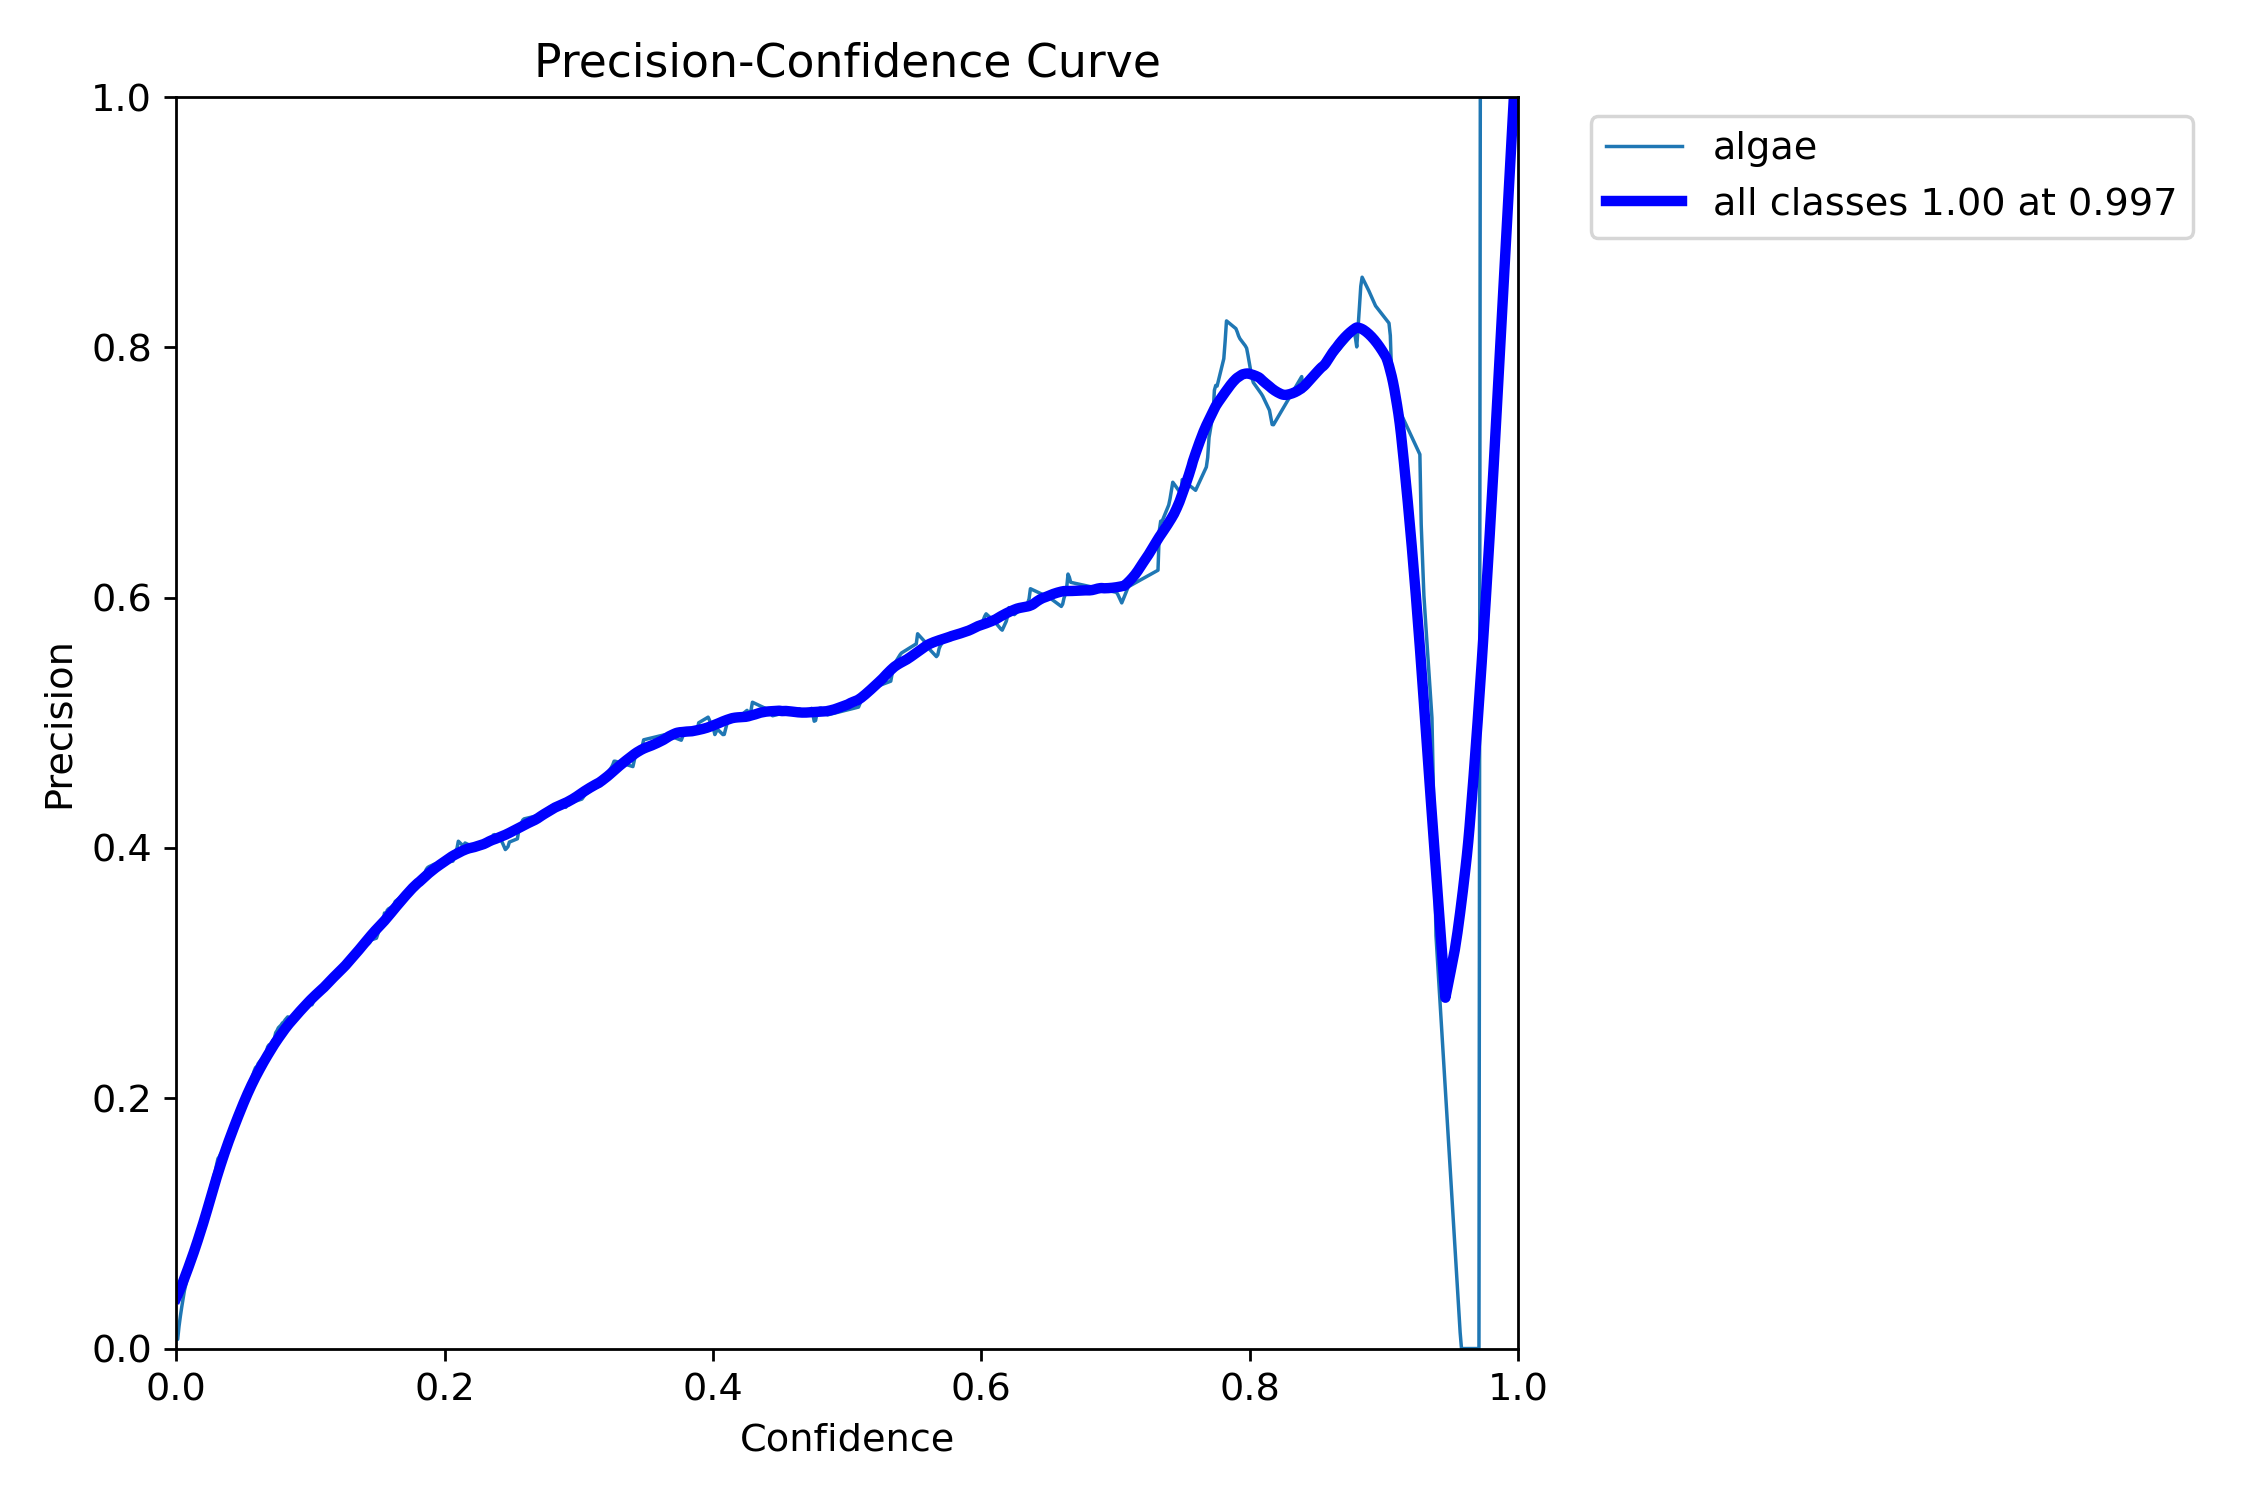 Precision-Confidence Curve
1.0
0.8
0.6
0.4
0.2
0.0
Precision
0.0 0.2 0.4 0.6 0.8 1.0
Confidence
algae
all classes 1.00 at 0.997